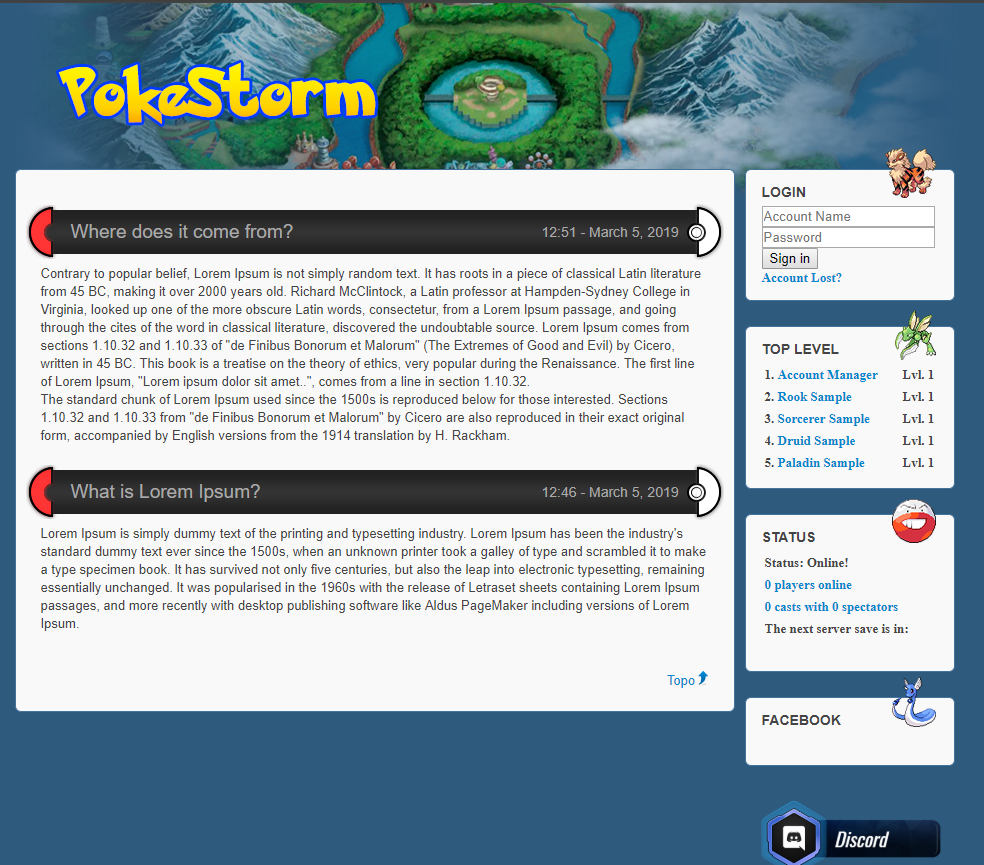 PokeStorm
Where does it come from?
12:51 - March 5, 2019
Contrary to popular belief, Lorem Ipsum is not simply random text. It has roots in a piece of classical Latin literature
from 45 BC, making it over 2000 years old. Richard McClintock, a Latin professor at Hampden-Sydney College in
Virginia, looked up one of the more obscure Latin words, consectetur, from a Lorem Ipsum passage, and going
through the cites of the word in classical literature, discovered the undoubtable source. Lorem Ipsum comes from
sections 1.10.32 and 1.10.33 of "de Finibus Bonorum et Malorum" (The Extremes of Good and Evil) by Cicero,
written in 45 BC. This book is a treatise on the theory of ethics, very popular during the Renaissance. The first line
of Lorem Ipsum, "Lorem ipsum dolor sit amet..", comes from a line in section 1.10.32.
The standard chunk of Lorem Ipsum used since the 1500s is reproduced below for those interested. Sections
1.10.32 and 1.10.33 from "de Finibus Bonorum et Malorum" by Cicero are also reproduced in their exact original
form, accompanied by English versions from the 1914 translation by H. Rackham.
What is Lorem Ipsum?
12:46 - March 5, 2019
Lorem Ipsum is simply dummy text of the printing and typesetting industry. Lorem Ipsum has been the industry's
standard dummy text ever since the 1500s, when an unknown printer took a galley of type and scrambled it to make
a type specimen book. It has survived not only five centuries, but also the leap into electronic typesetting, remaining
essentially unchanged. It was popularised in the 1960s with the release of Letraset sheets containing Lorem Ipsum
passages, and more recently with desktop publishing software like Aldus PageMaker including versions of Lorem
Ipsum.
Topo
LOGIN
Account Name
Password
Sign in
Account Lost?
TOP LEVEL
1. Account Manager Lvl. 1
2. Rook Sample Lvl. 1
3. Sorcerer Sample Lvl. 1
4. Druid Sample Lvl. 1
5. Paladin Sample Lvl. 1
STATUS
Status: Online!
0 players online
0 casts with 0 spectators
The next server save is in:
FACEBOOK
Discord